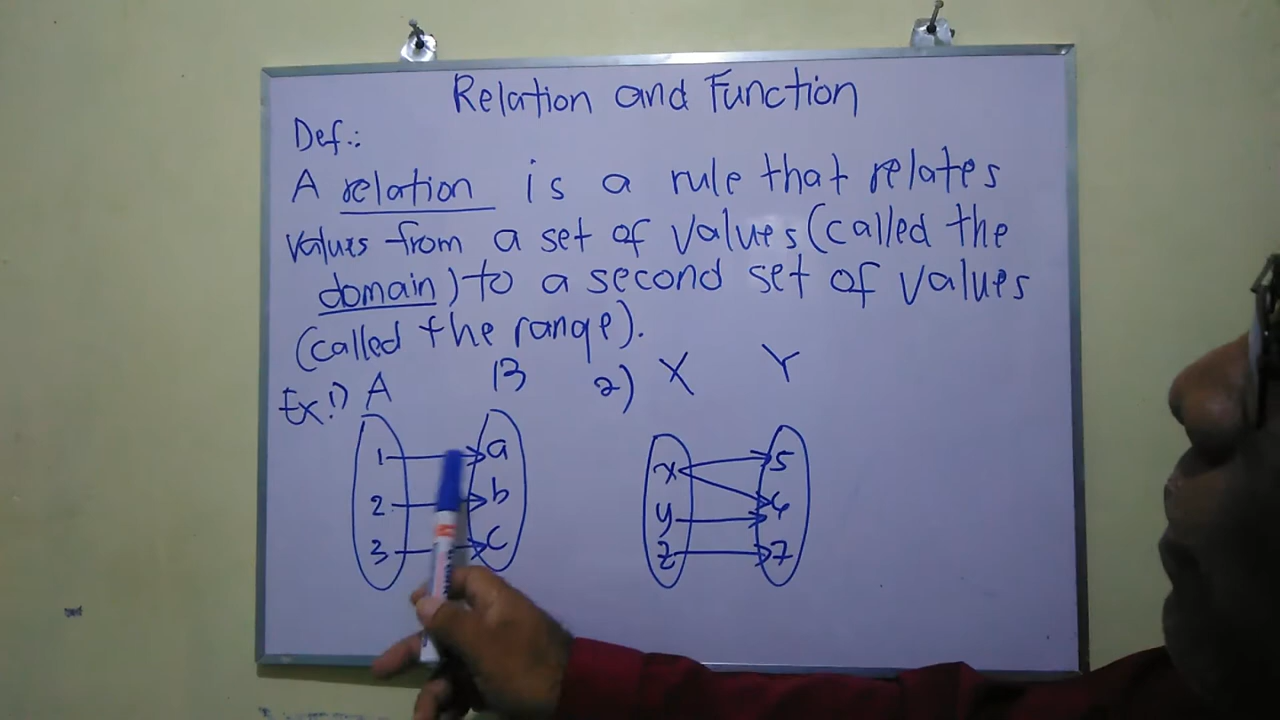 Relation and Function
Def.:
A relation is a rule that relates
values from a set of values (called the
domain) to a second set of values
(called the range).
Ex: 1) A B 2) X Y
1 a x 5
2 b y 6
3 c z 7